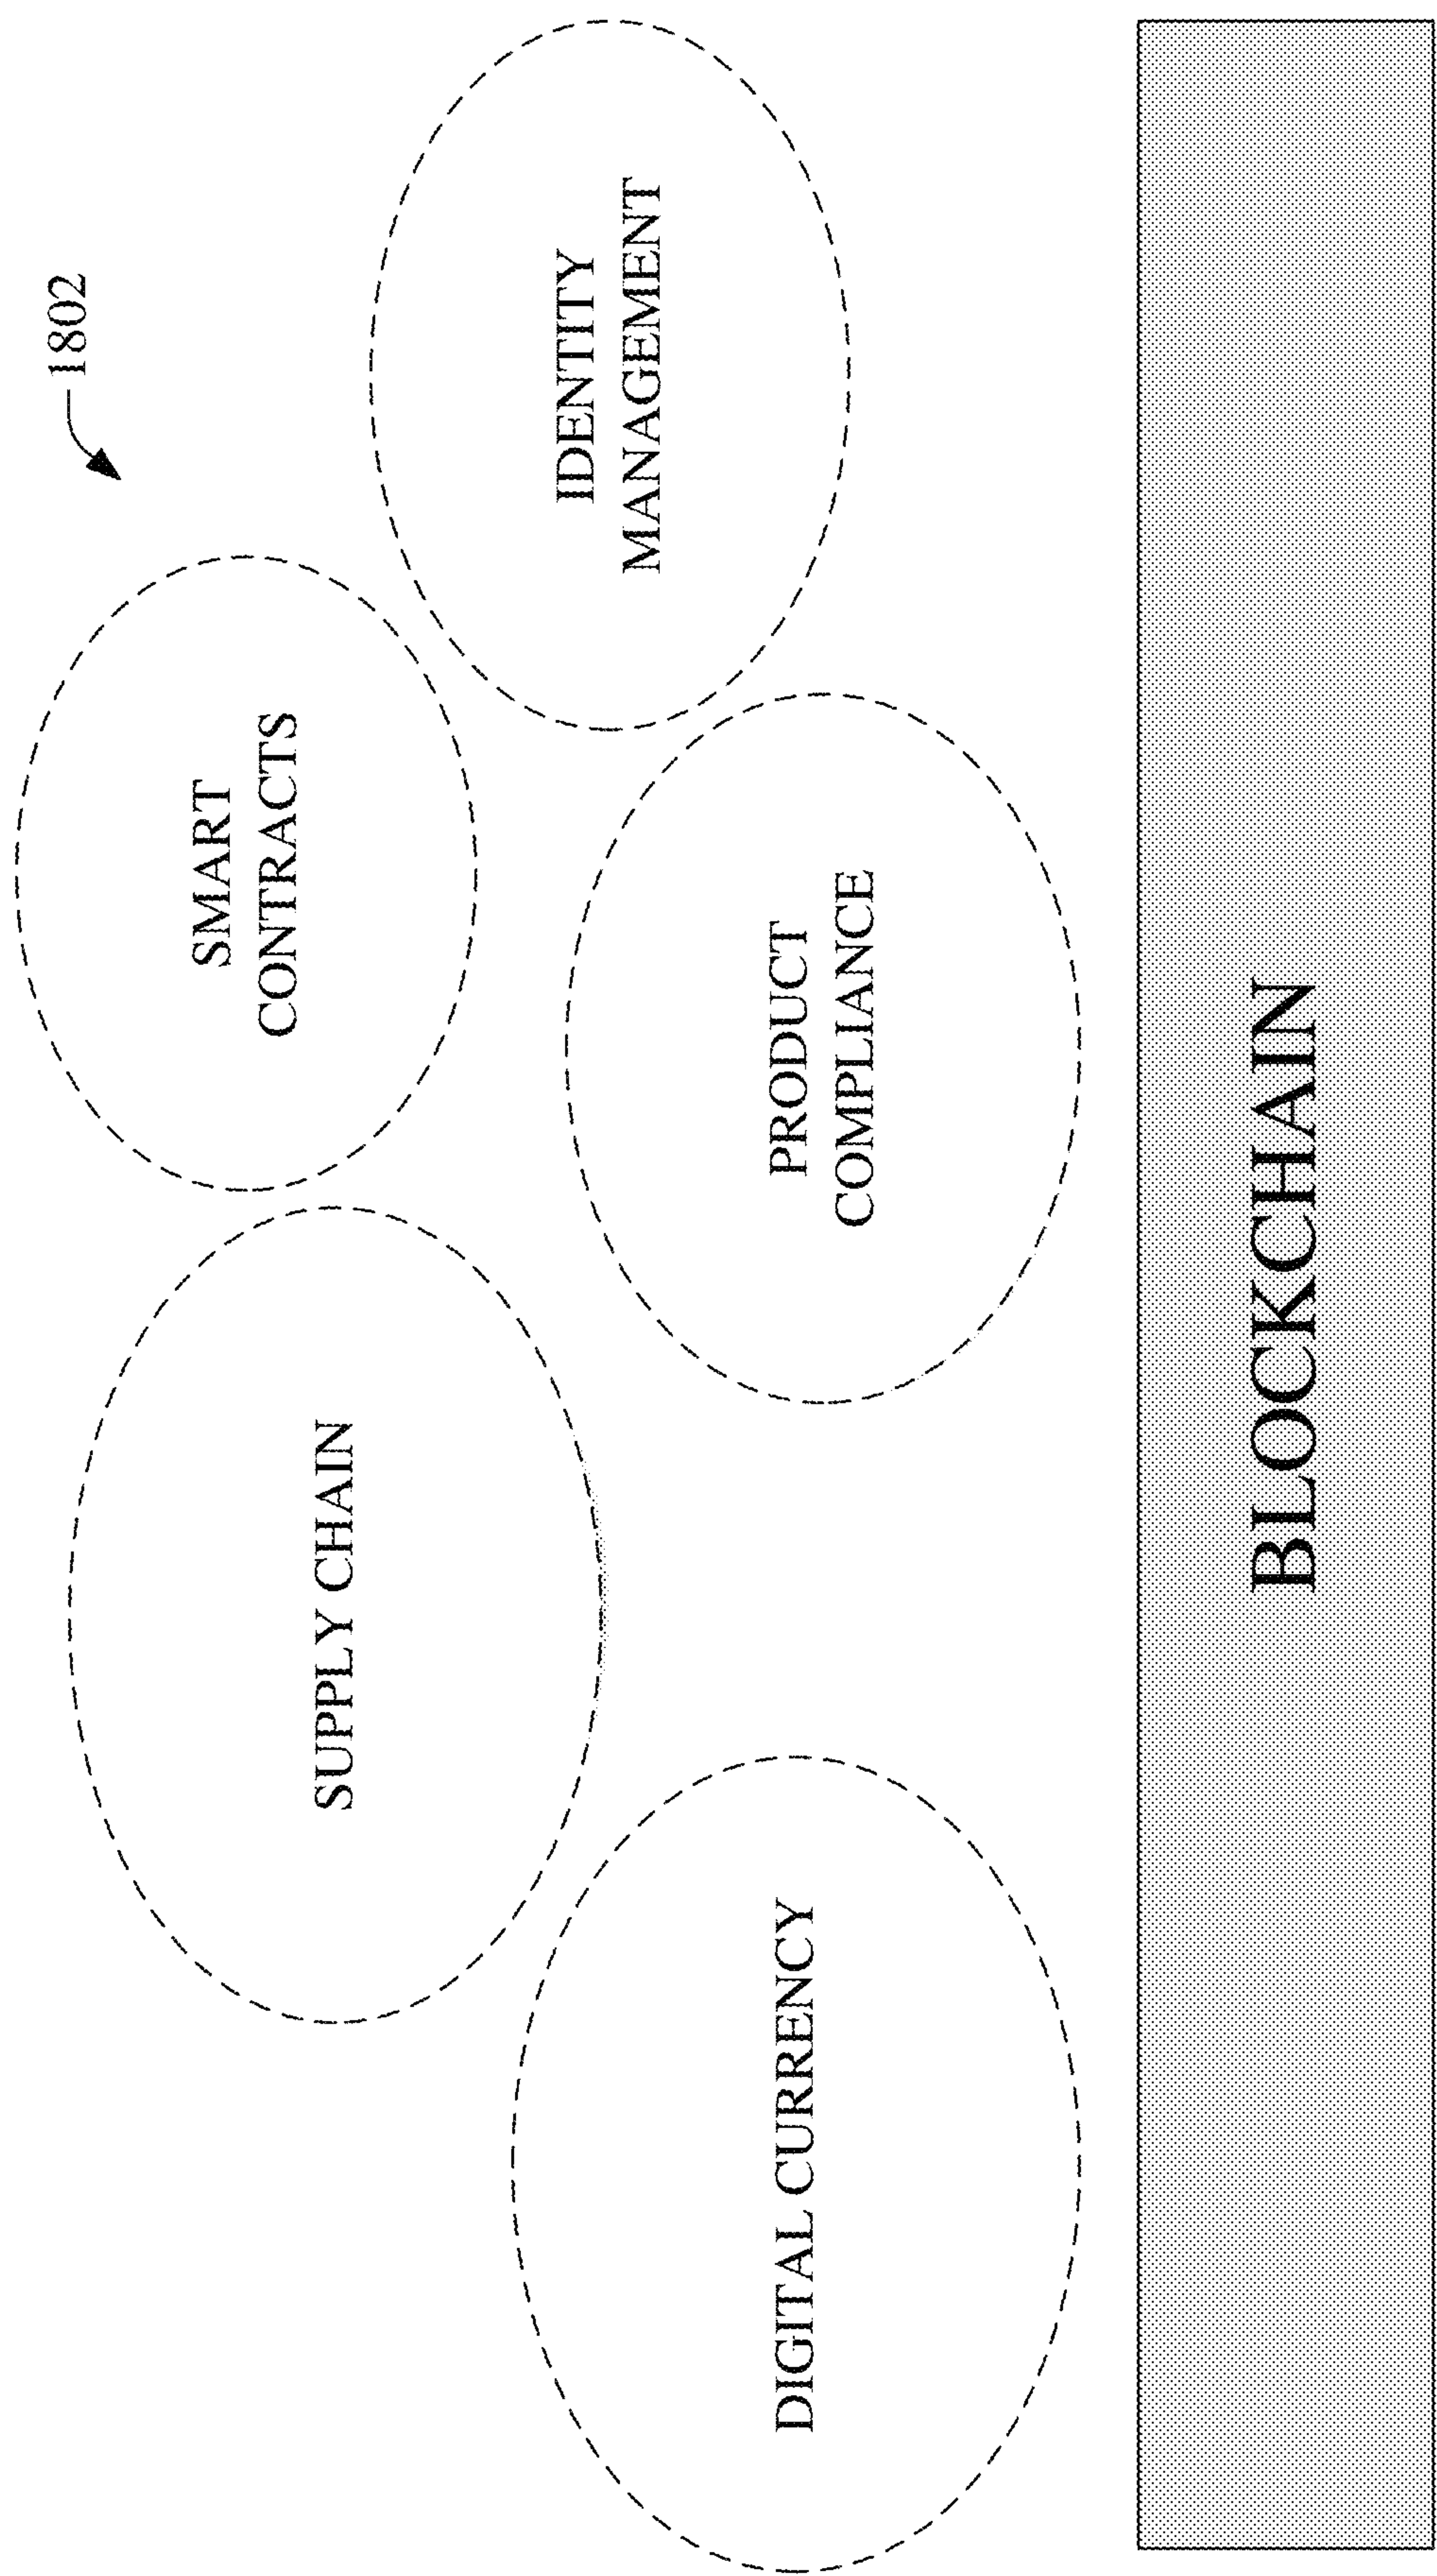 1802
SMART
CONTRACTS
SUPPLY CHAIN
IDENTITY
MANAGEMENT
PRODUCT
COMPLIANCE
DIGITAL CURRENCY
BLOCKCHAIN